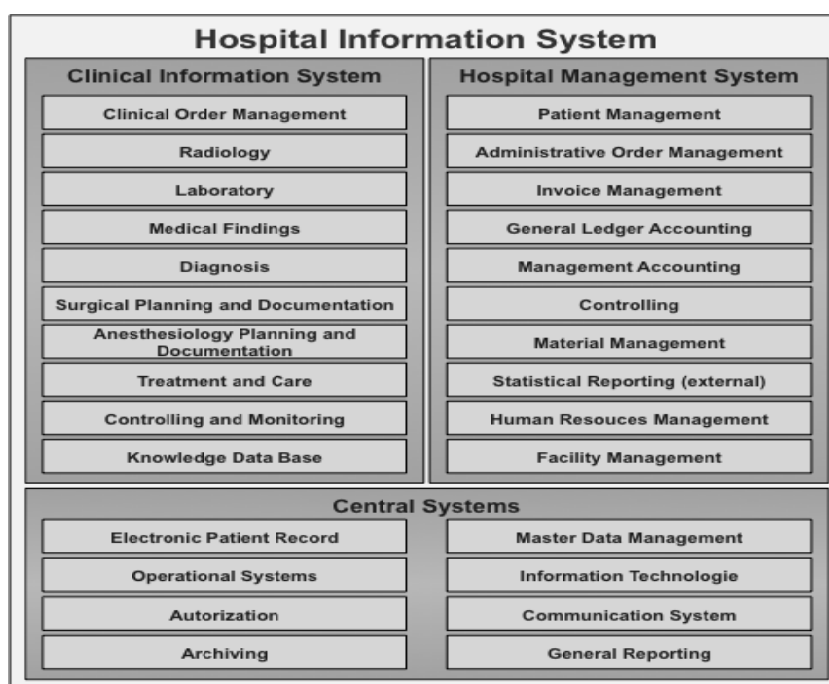 Hospital Information System
Clinical Information System
Clinical Order Management
Radiology
Laboratory
Medical Findings
Diagnosis
Surgical Planning and Documentation
Anesthesiology Planning and
Documentation
Treatment and Care
Controlling and Monitoring
Knowledge Data Base
Hospital Management System
Patient Management
Administrative Order Management
Invoice Management
General Ledger Accounting
Management Accounting
Controlling
Material Management
Statistical Reporting (external)
Human Resouces Management
Facility Management
Central Systems
Electronic Patient Record
Operational Systems
Autorization
Archiving
Master Data Management
Information Technologie
Communication System
General Reporting